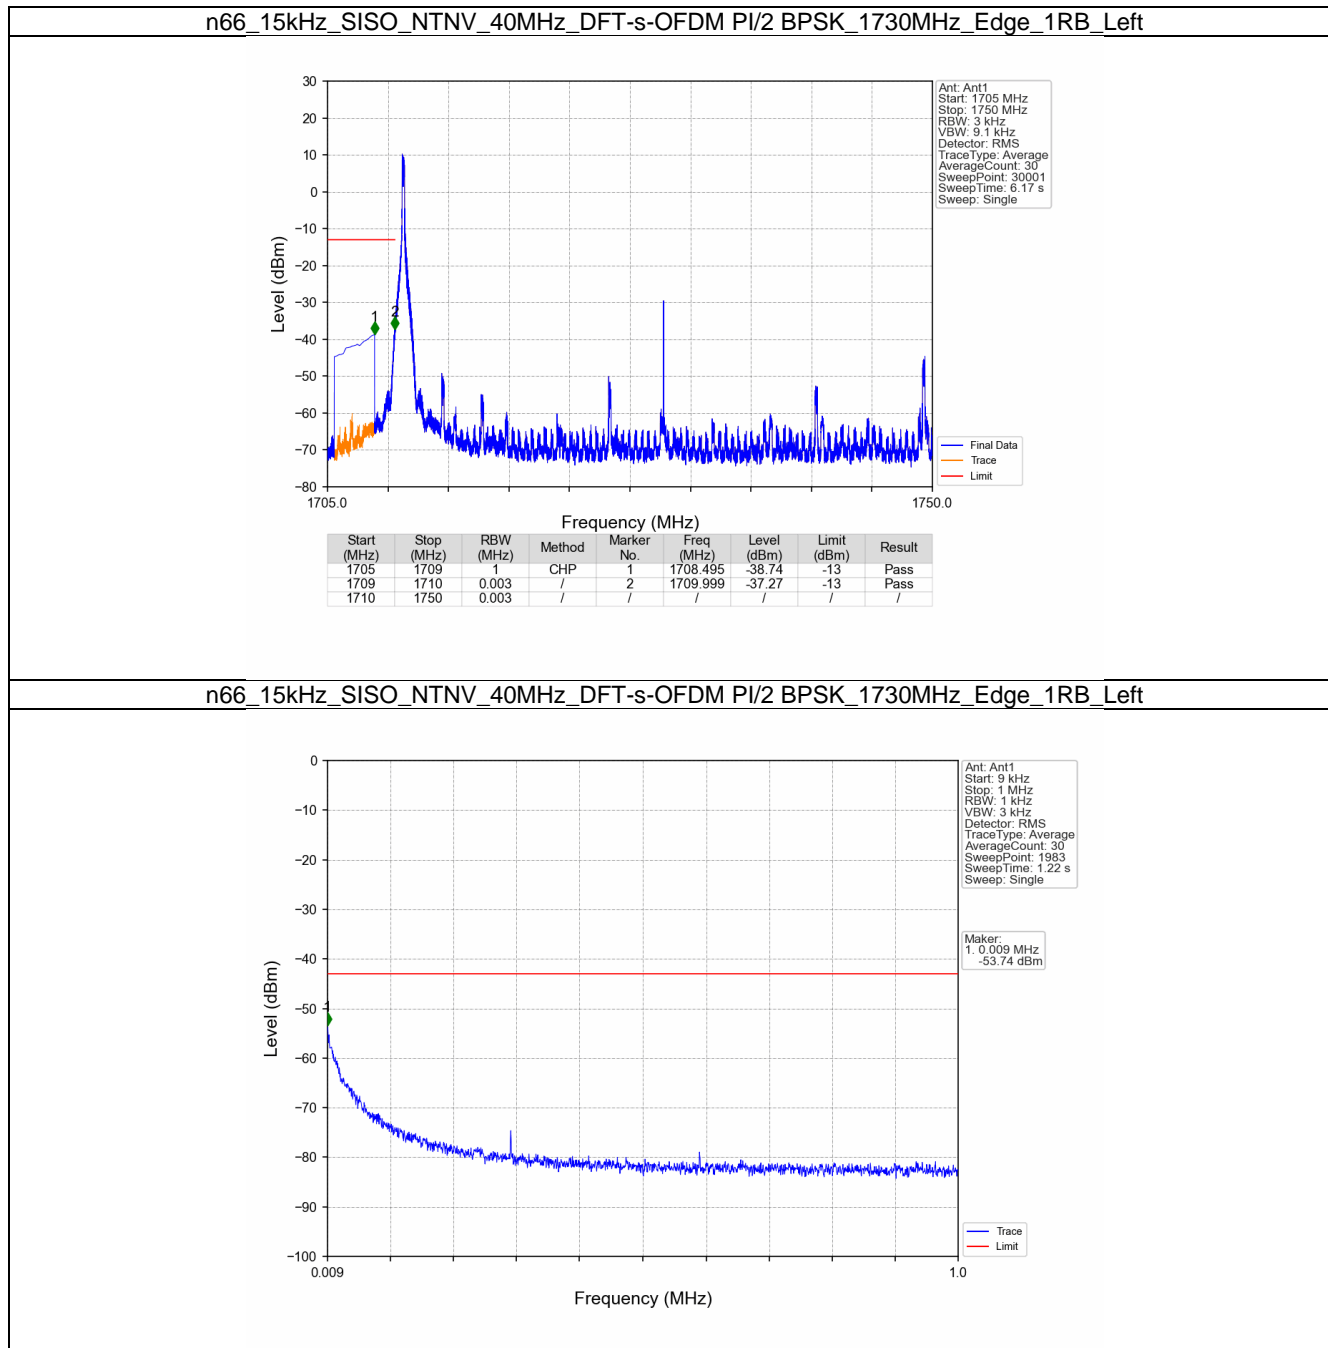 n66_15kHz_SISO_NTNV_40MHz_DFT-s-OFDM PI/2 BPSK_1730MHz_Edge_1RB_Left
30
20
10
0
−10
−20
−30
−40
−50
−60
−70
−80
Level (dBm)
1
2
1705.0
1750.0
Frequency (MHz)
Ant: Ant1
Start: 1705 MHz
Stop: 1750 MHz
RBW: 3 kHz
VBW: 9.1 kHz
Detector: RMS
TraceType: Average
AverageCount: 30
SweepPoint: 30001
SweepTime: 6.17 s
Sweep: Single
Final Data
Trace
Limit
Start (MHz) Stop (MHz) RBW (MHz) Method Marker No. Freq (MHz) Level (dBm) Limit (dBm) Result
1705 1709 1 CHP 1 1708.495 -38.74 -13 Pass
1709 1710 0.003 / 2 1709.999 -37.27 -13 Pass
1710 1750 0.003 / / / / / /
n66_15kHz_SISO_NTNV_40MHz_DFT-s-OFDM PI/2 BPSK_1730MHz_Edge_1RB_Left
0
−10
−20
−30
−40
−50
−60
−70
−80
−90
−100
Level (dBm)
1
0.009
1.0
Frequency (MHz)
Ant: Ant1
Start: 9 kHz
Stop: 1 MHz
RBW: 1 kHz
VBW: 3 kHz
Detector: RMS
TraceType: Average
AverageCount: 30
SweepPoint: 1983
SweepTime: 1.22 s
Sweep: Single
Maker:
1. 0.009 MHz
-53.74 dBm
Trace
Limit